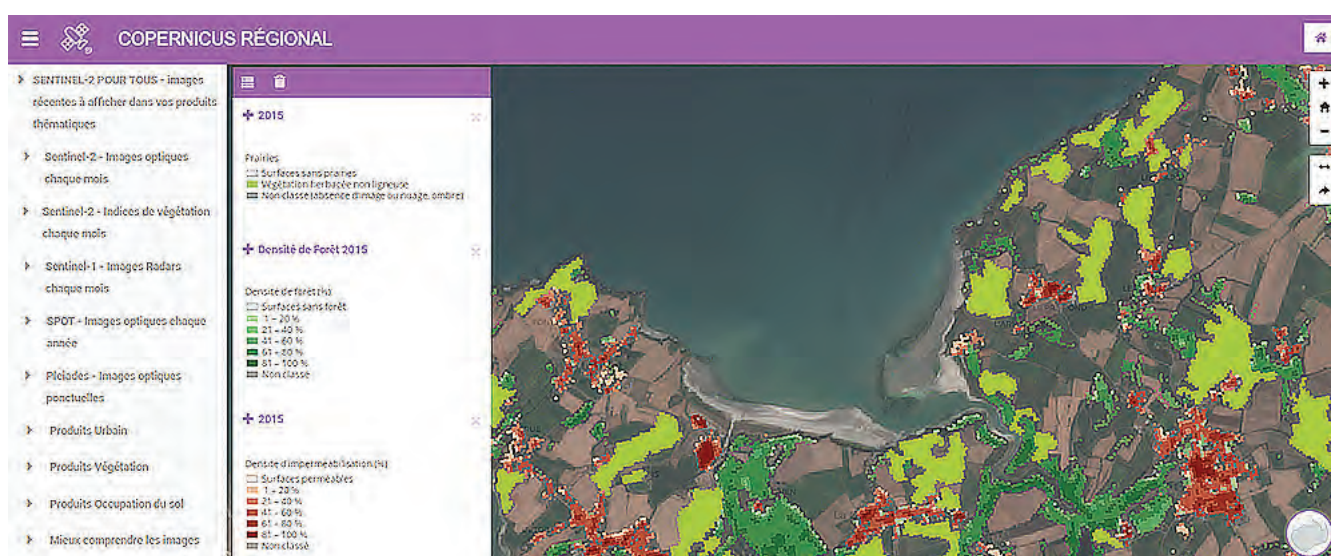 COPERNICUS RÉGIONAL
SENTINEL-2 POUR TOUS - images
récentes à afficher dans vos produits
thématiques
Sentinel-2 - Images optiques
chaque mois
Sentinel-2 - Indices de végétation
chaque mois
Sentinel-1 - Images Radars
chaque mois
SPOT - Images optiques chaque
année
Pleiades - Images optiques
ponctuelles
Produits Urbain
Produits Végétation
Produits Occupation du sol
Mieux comprendre les images
2015
Prairies
Surfaces sans prairies
Végétation herbacée non ligneuse
Non classé (absence d'image ou nuage, ombre)
Densité de Forêt 2015
Densité de forêt (%)
Surfaces sans forêt
1 - 20 %
21 - 40 %
41 - 60 %
61 - 80 %
81 - 100 %
Non classé
2015
Densité d'imperméabilisation (%)
Surfaces perméables
1 - 20 %
21 - 40 %
41 - 60 %
61 - 80 %
81 - 100 %
Non classé